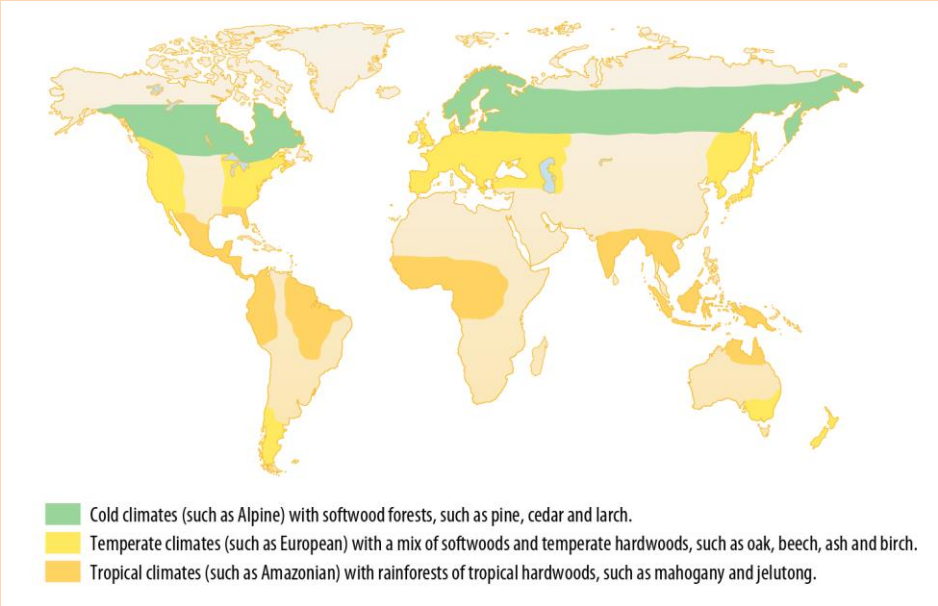 Cold climates (such as Alpine) with softwood forests, such as pine, cedar and larch.
Temperate climates (such as European) with a mix of softwoods and temperate hardwoods, such as oak, beech, ash and birch.
Tropical climates (such as Amazonian) with rainforests of tropical hardwoods, such as mahogany and jelutong.